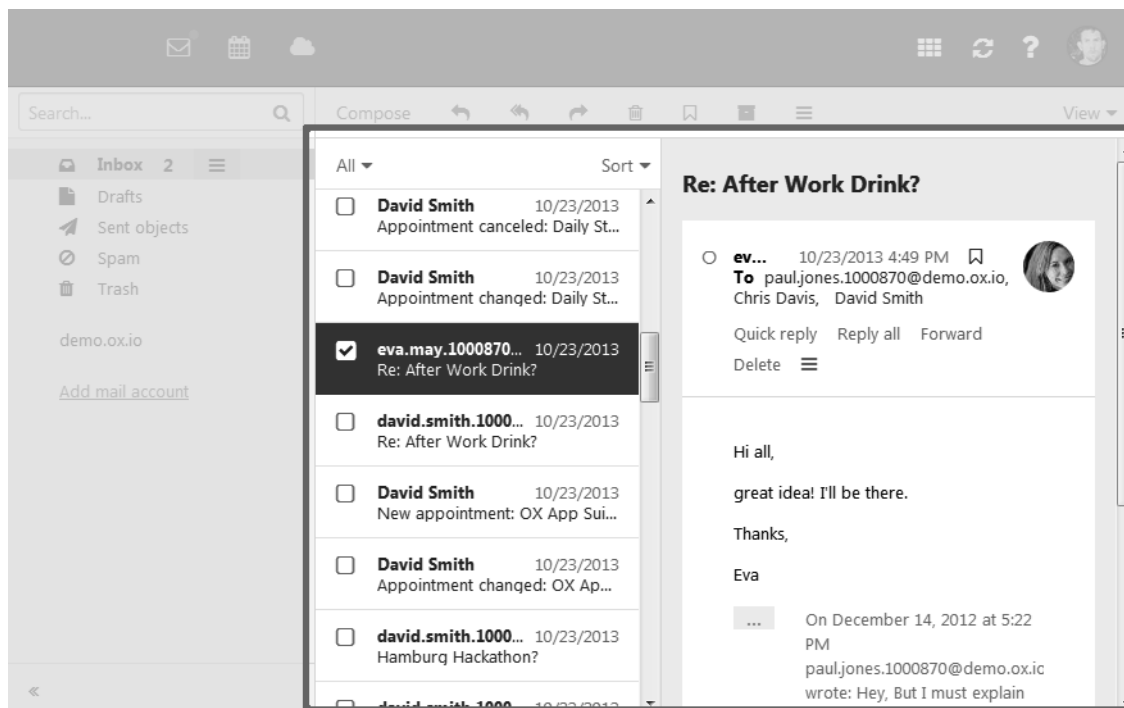 Search...
Compose
View
Inbox 2
Drafts
Sent objects
Spam
Trash
demo.ox.io
Add mail account
All Sort
David Smith 10/23/2013
Appointment canceled: Daily St...
David Smith 10/23/2013
Appointment changed: Daily St...
eva.may.1000870... 10/23/2013
Re: After Work Drink?
david.smith.1000... 10/23/2013
Re: After Work Drink?
David Smith 10/23/2013
New appointment: OX App Sui...
David Smith 10/23/2013
Appointment changed: OX Ap...
david.smith.1000... 10/23/2013
Hamburg Hackathon?
david.smith.1000... 10/23/2013
Re: After Work Drink?
ev... 10/23/2013 4:49 PM
To paul.jones.1000870@demo.ox.io,
Chris Davis, David Smith
Quick reply Reply all Forward
Delete
Hi all,
great idea! I'll be there.
Thanks,
Eva
... On December 14, 2012 at 5:22
PM
paul.jones.1000870@demo.ox.io
wrote: Hey, But I must explain